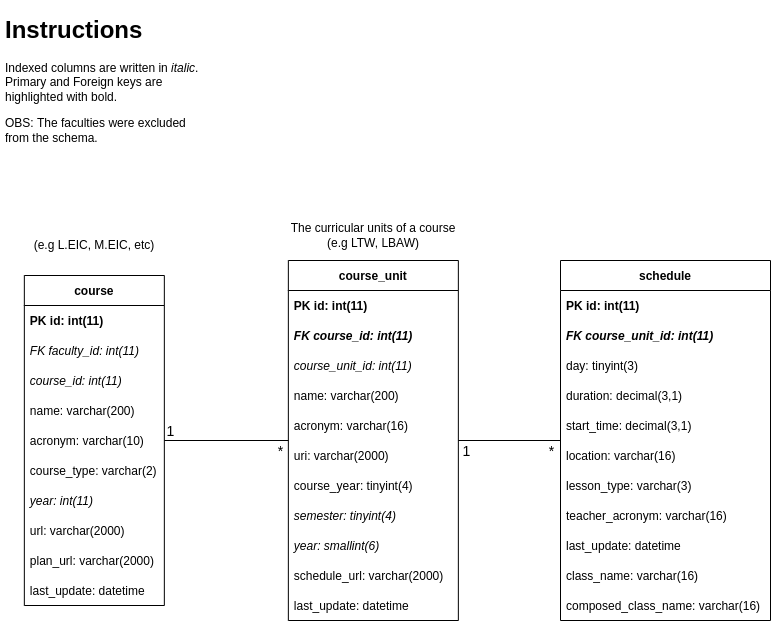 Instructions
Indexed columns are written in italic.
Primary and Foreign keys are
highlighted with bold.
OBS: The faculties were excluded
from the schema.
(e.g L.EIC, M.EIC, etc)
course
PK id: int(11)
FK faculty_id: int(11)
course_id: int(11)
name: varchar(200)
acronym: varchar(10)
course_type: varchar(2)
year: int(11)
url: varchar(2000)
plan_url: varchar(2000)
last_update: datetime
1
*
The curricular units of a course
(e.g LTW, LBAW)
course_unit
PK id: int(11)
FK course_id: int(11)
course_unit_id: int(11)
name: varchar(200)
acronym: varchar(16)
uri: varchar(2000)
course_year: tinyint(4)
semester: tinyint(4)
year: smallint(6)
schedule_url: varchar(2000)
last_update: datetime
1
*
schedule
PK id: int(11)
FK course_unit_id: int(11)
day: tinyint(3)
duration: decimal(3,1)
start_time: decimal(3,1)
location: varchar(16)
lesson_type: varchar(3)
teacher_acronym: varchar(16)
last_update: datetime
class_name: varchar(16)
composed_class_name: varchar(16)